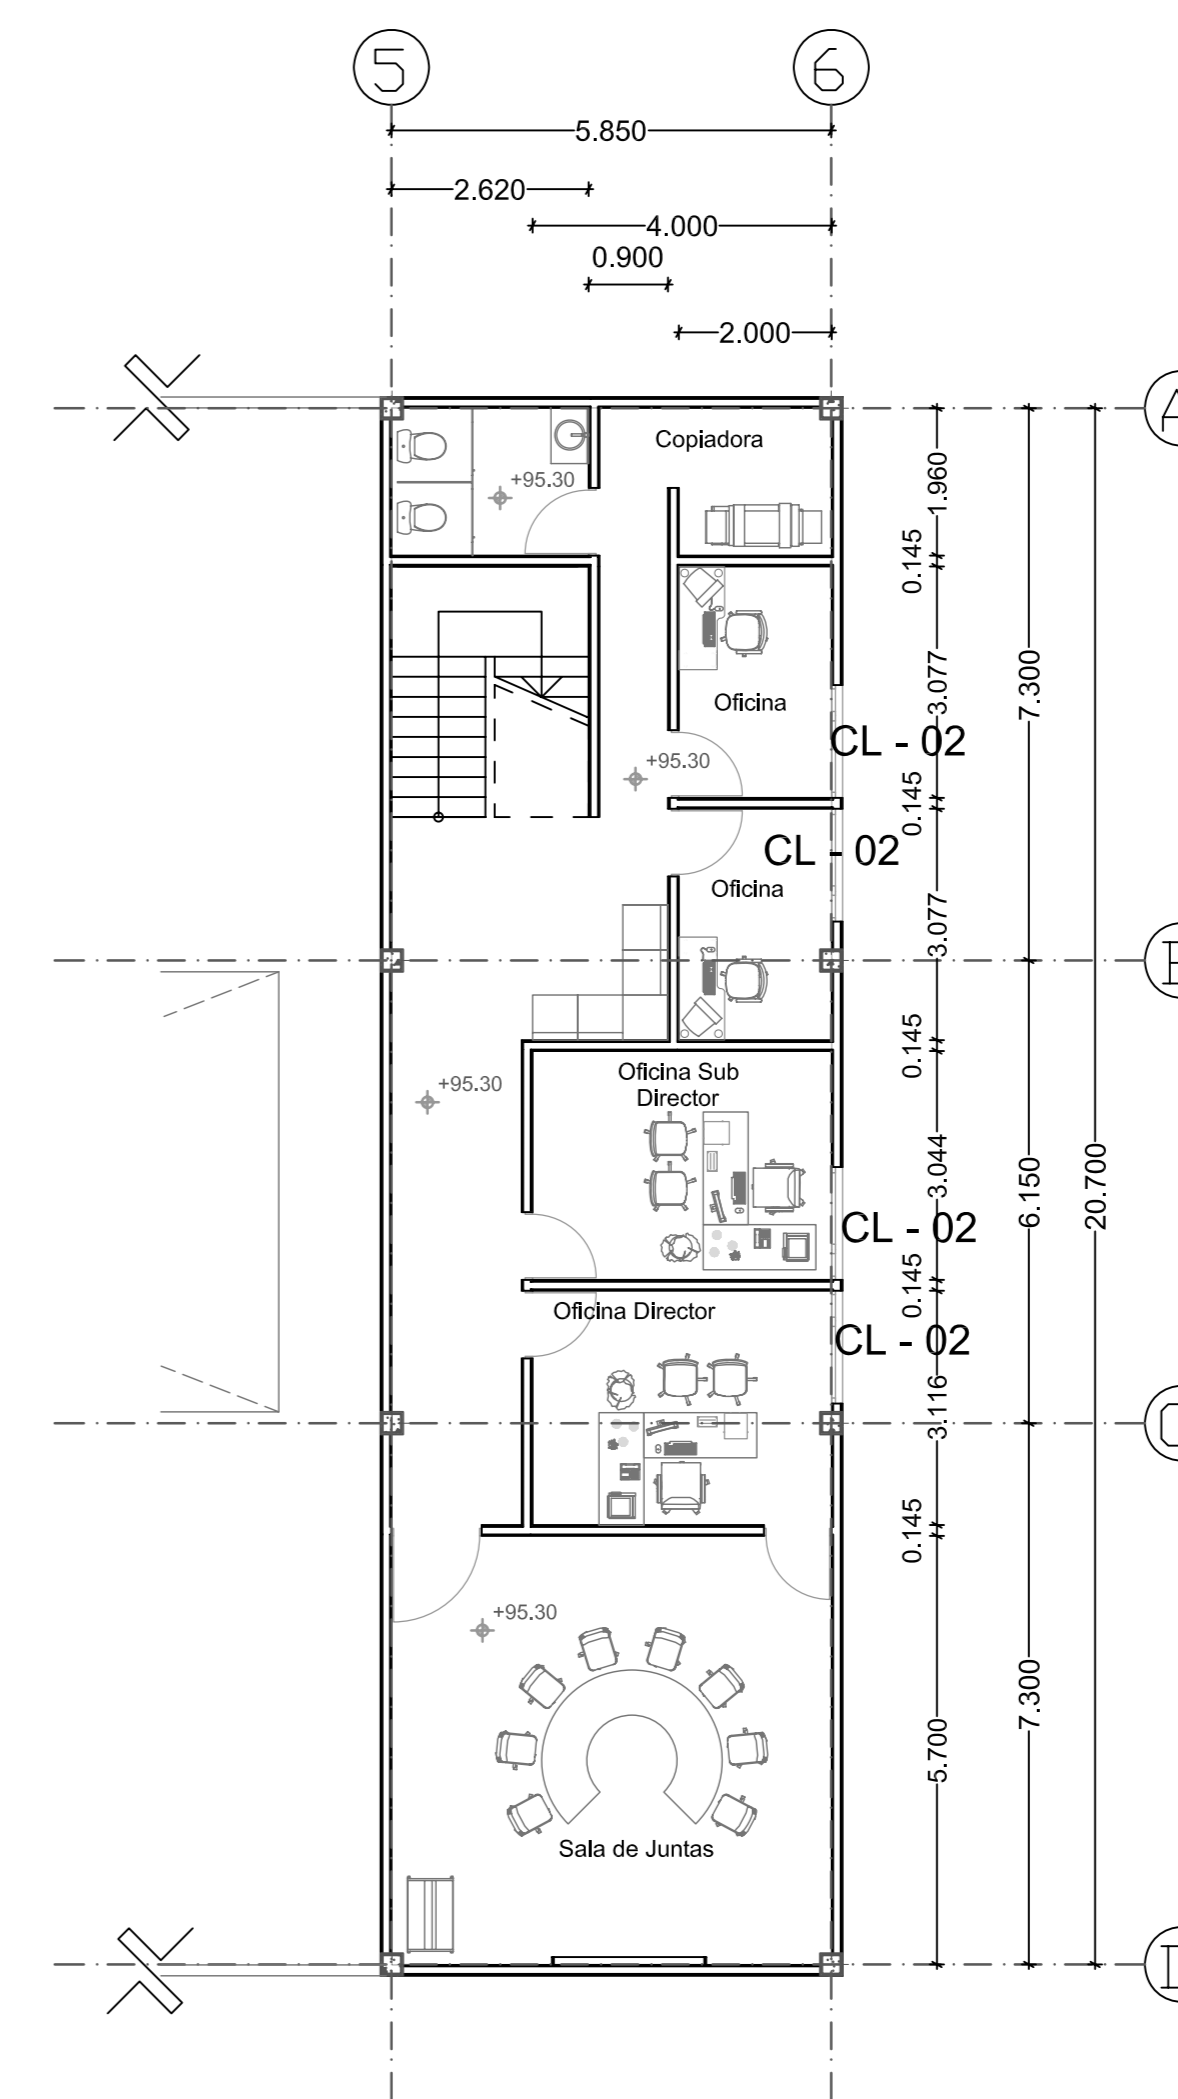 5
6
5.850
2.620
4.000
0.900
2.000
A
Copiadora
+95.30
1.960
0.145
3.077
7.300
Oficina
CL - 02
+95.30
0.145
CL - 02
Oficina
3.077
0.145
Oficina Sub
Director
+95.30
3.044
6.150
20.700
CL - 02
0.145
Oficina Director
CL - 02
3.116
0.145
+95.30
7.300
5.700
Sala de Juntas